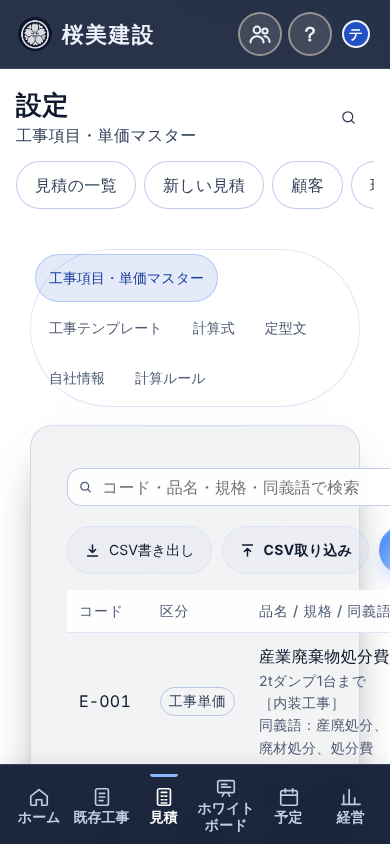 桜美建設
?
テ
設定
工事項目・単価マスター
見積の一覧
新しい見積
顧客
工事項目・単価マスター
工事テンプレート
計算式
定型文
自社情報
計算ルール
コード・品名・規格・同義語で検索
CSV書き出し
CSV取り込み
コード
区分
品名 / 規格 / 同義語
産業廃棄物処分費
2tダンプ1台まで
［内装工事］
E-001
工事単価
同義語：産廃処分、
廃材処分、処分費
ホーム
既存工事
見積
ホワイト
ボード
予定
経営